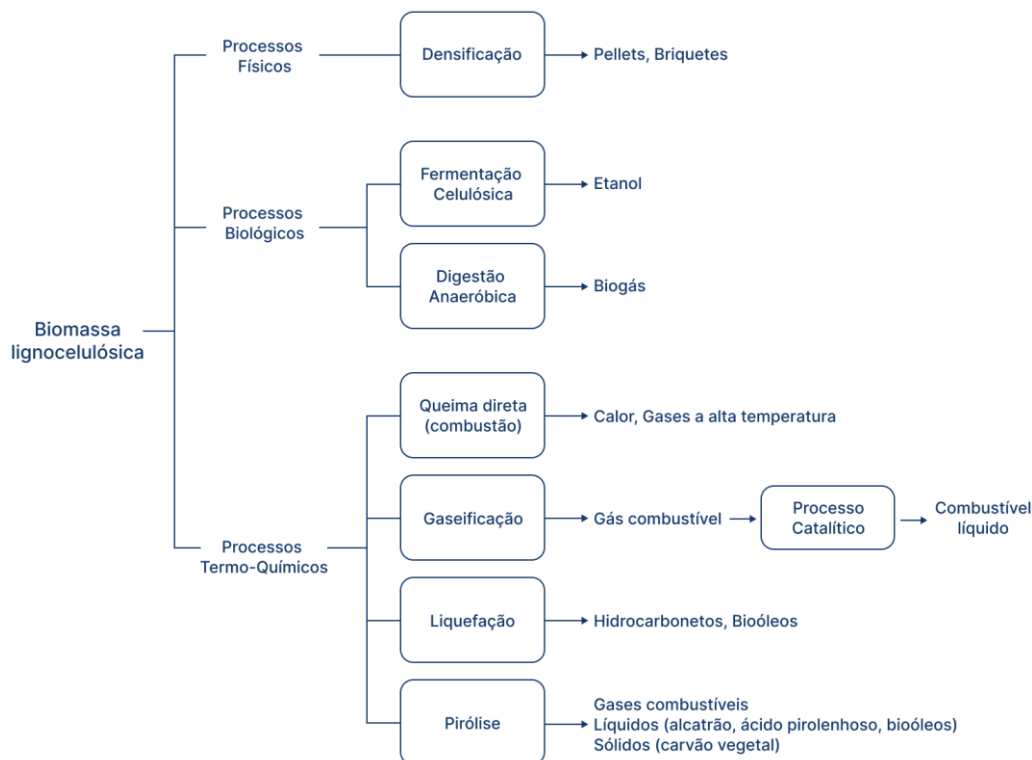 Processos
Físicos
Densificação
Pellets, Briquetes
Fermentação
Celulósica
Etanol
Processos
Biológicos
Digestão
Anaeróbica
Biogás
Biomassa
lignocelulósica
Queima direta
(combustão)
Calor, Gases a alta temperatura
Gaseificação
Gás combustível
Processo
Catalítico
Combustível
líquido
Processos
Termo-Químicos
Liquefação
Hidrocarbonetos, Bioóleos
Pirólise
Gases combustíveis
Líquidos (alcatrão, ácido pirolenhoso, bioóleos)
Sólidos (carvão vegetal)